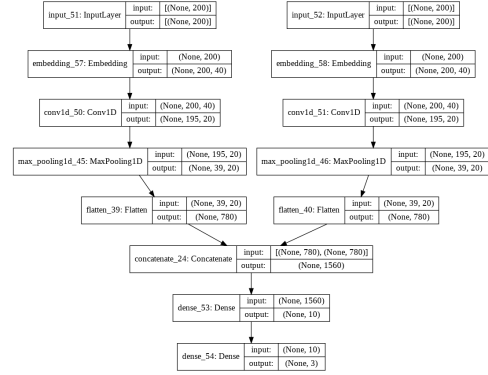 input_51: InputLayer input: [(None, 200)] output: [(None, 200)]
input_52: InputLayer input: [(None, 200)] output: [(None, 200)]
embedding_57: Embedding input: (None, 200) output: (None, 200, 40)
embedding_58: Embedding input: (None, 200) output: (None, 200, 40)
conv1d_50: Conv1D input: (None, 200, 40) output: (None, 195, 20)
conv1d_51: Conv1D input: (None, 200, 40) output: (None, 195, 20)
max_pooling1d_45: MaxPooling1D input: (None, 195, 20) output: (None, 39, 20)
max_pooling1d_46: MaxPooling1D input: (None, 195, 20) output: (None, 39, 20)
flatten_39: Flatten input: (None, 39, 20) output: (None, 780)
flatten_40: Flatten input: (None, 39, 20) output: (None, 780)
concatenate_24: Concatenate input: [(None, 780), (None, 780)] output: (None, 1560)
dense_53: Dense input: (None, 1560) output: (None, 10)
dense_54: Dense input: (None, 10) output: (None, 3)